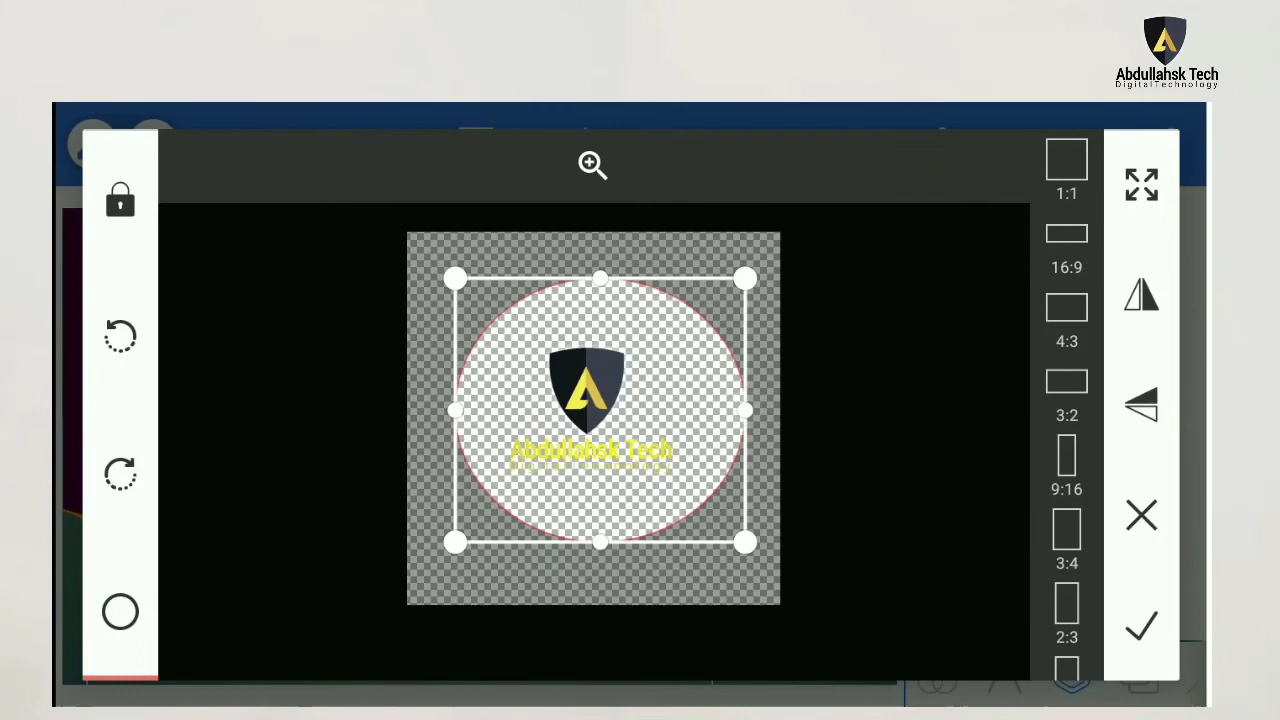 Abdullahsk Tech
DigitalTechnology
1:1
16:9
4:3
3:2
9:16
3:4
2:3
Abdullahsk Tech
Digital Technology